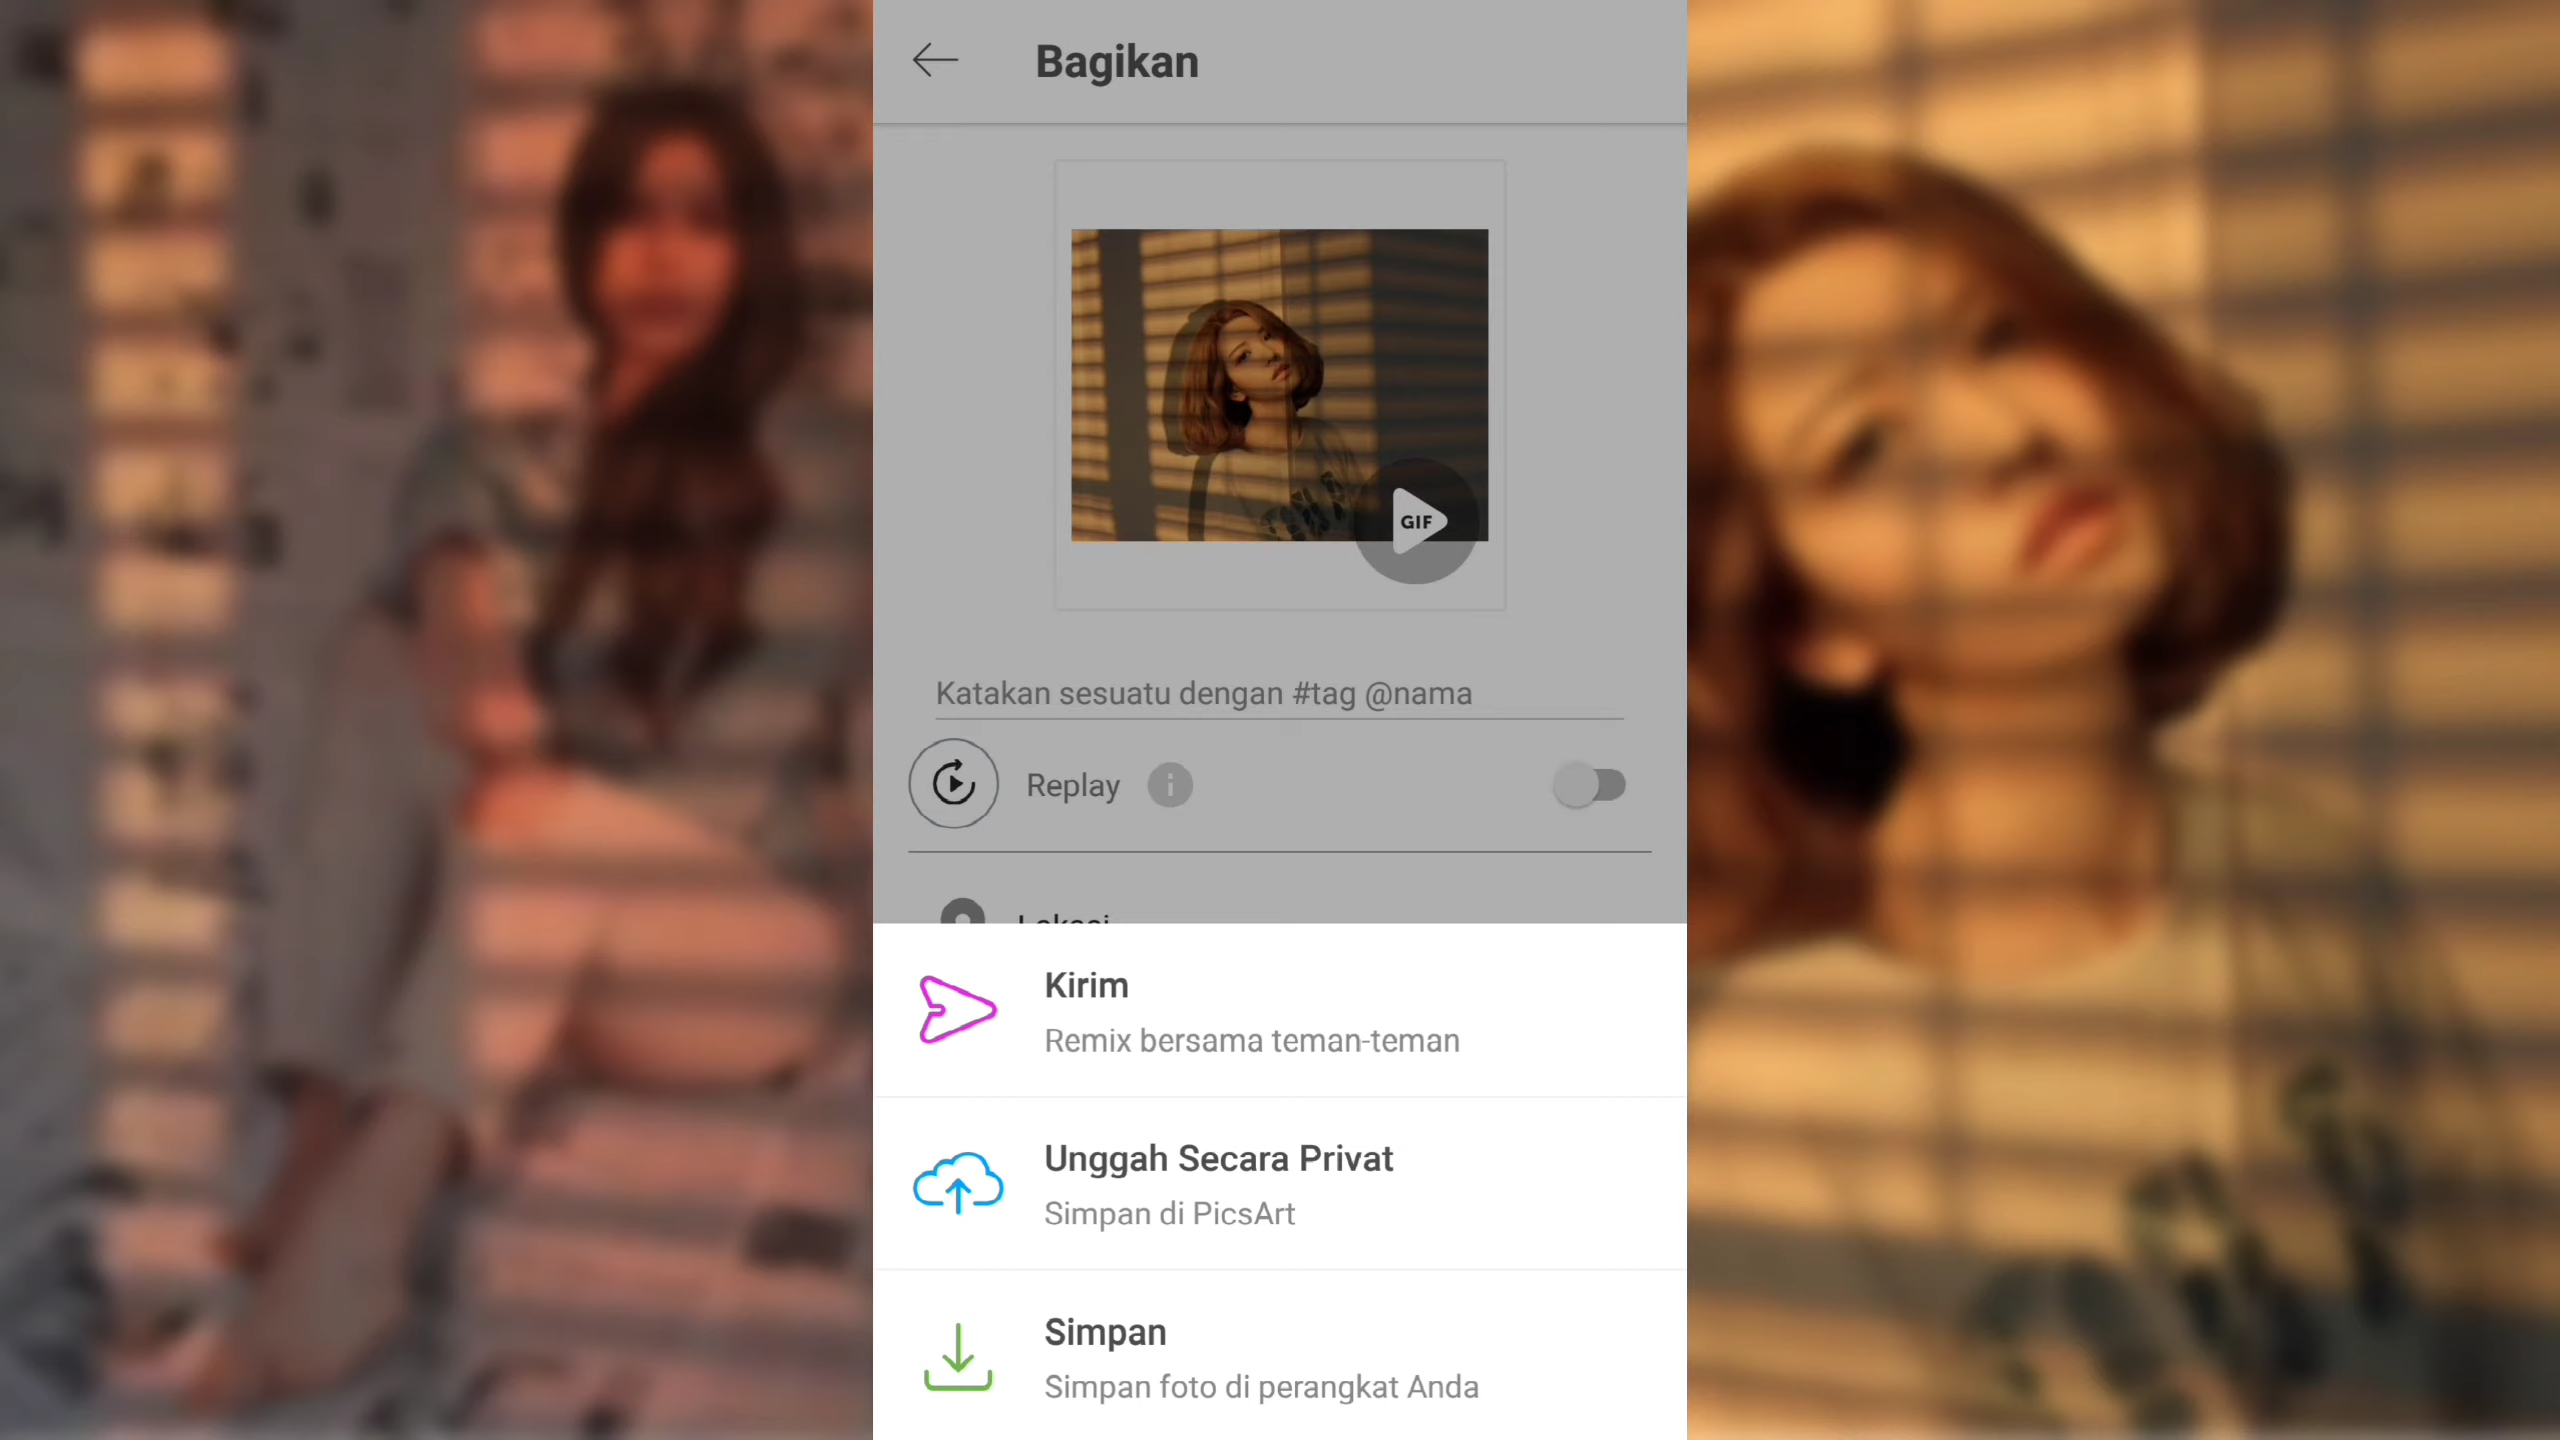 Bagikan
GIF
Katakan sesuatu dengan #tag @nama
Replay
Lokasi
Kirim
Remix bersama teman-teman
Unggah Secara Privat
Simpan di PicsArt
Simpan
Simpan foto di perangkat Anda